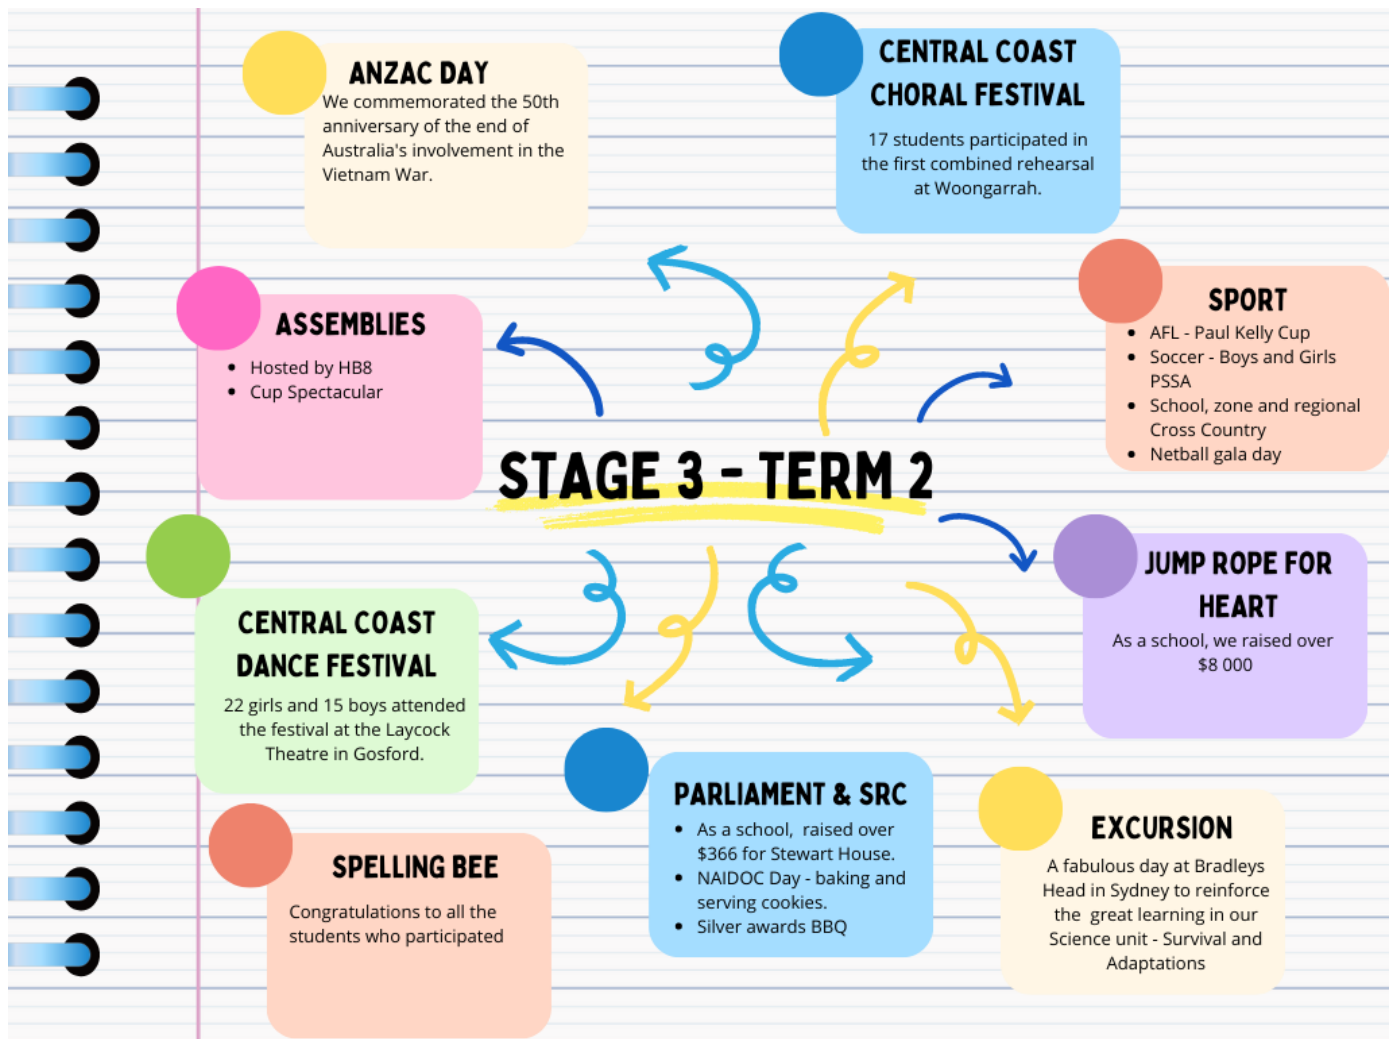 ANZAC DAY
We commemorated the 50th
anniversary of the end of
Australia's involvement in the
Vietnam War.
CENTRAL COAST
CHORAL FESTIVAL
17 students participated in
the first combined rehearsal
at Woongarrah.
ASSEMBLIES
• Hosted by HB8
• Cup Spectacular
SPORT
• AFL - Paul Kelly Cup
• Soccer - Boys and Girls
PSSA
• School, zone and regional
Cross Country
• Netball gala day
STAGE 3 - TERM 2
CENTRAL COAST
DANCE FESTIVAL
22 girls and 15 boys attended
the festival at the Laycock
Theatre in Gosford.
JUMP ROPE FOR
HEART
As a school, we raised over
$8 000
SPELLING BEE
Congratulations to all the
students who participated
PARLIAMENT & SRC
• As a school,  raised over
$366 for Stewart House.
• NAIDOC Day - baking and
serving cookies.
• Silver awards BBQ
EXCURSION
A fabulous day at Bradleys
Head in Sydney to reinforce
the  great learning in our
Science unit - Survival and
Adaptations